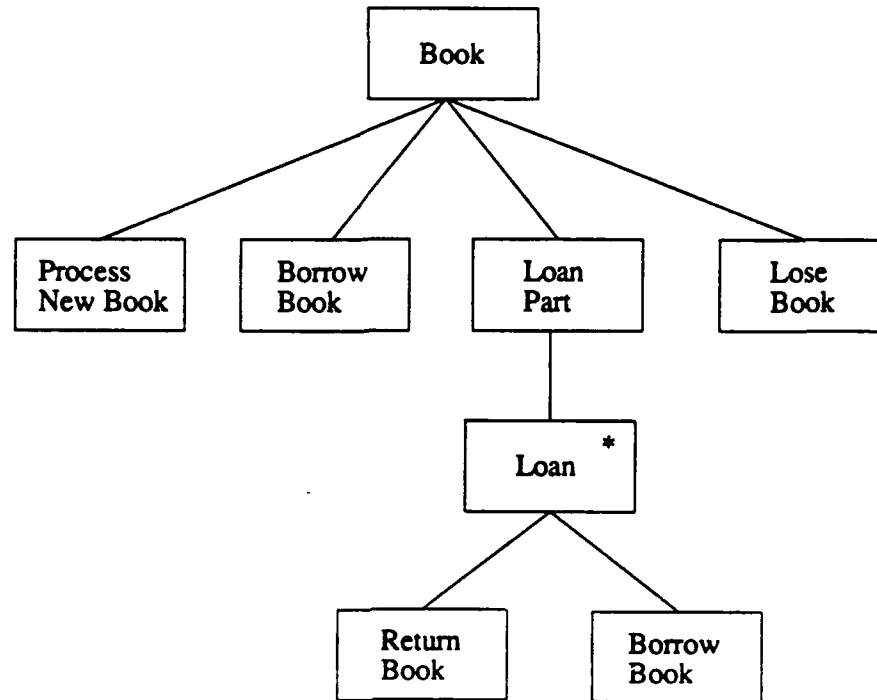 Book
Process
New Book
Borrow
Book
Loan
Part
Lose
Book
Loan *
Return
Book
Borrow
Book